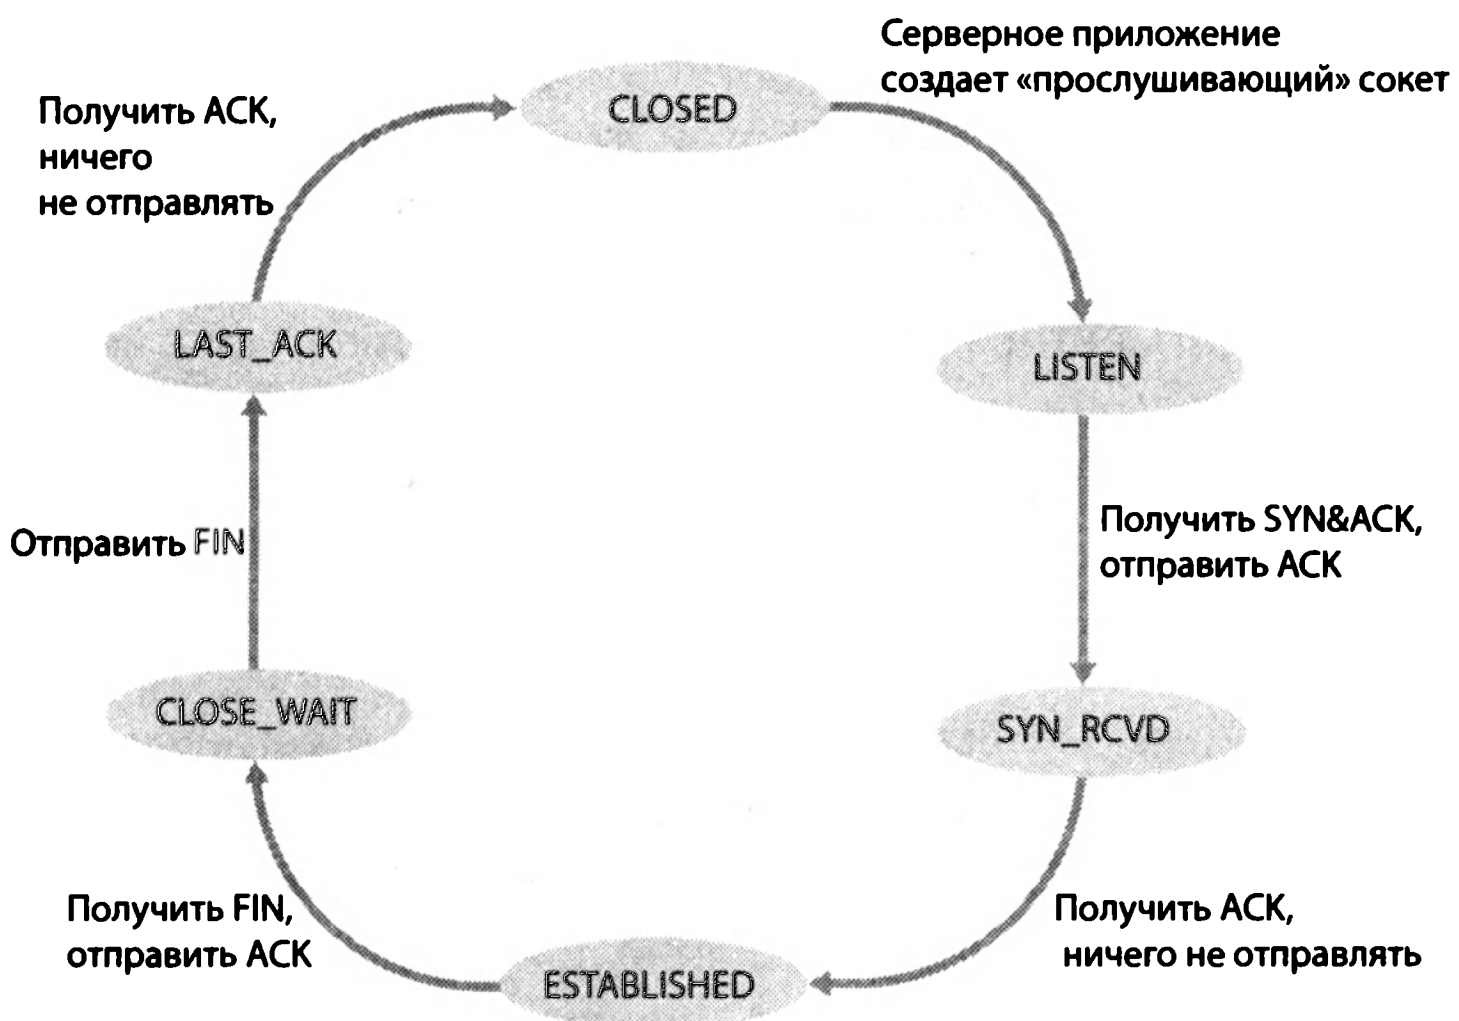 Серверное приложение
создает «прослушивающий» сокет
CLOSED
Получить ACK,
ничего
не отправлять
LAST_ACK
LISTEN
Отправить FIN
Получить SYN&ACK,
отправить ACK
CLOSE_WAIT
SYN_RCVD
Получить FIN,
отправить ACK
Получить ACK,
ничего не отправлять
ESTABLISHED